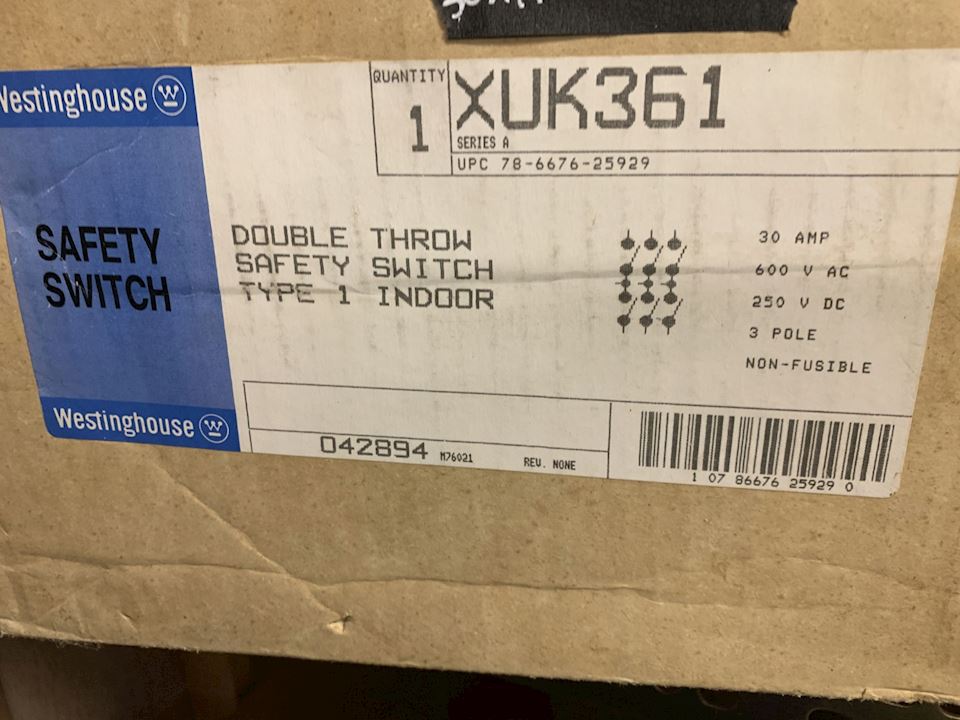 Westinghouse
QUANTITY
1
XUK361
SERIES A
UPC 78-6676-25929
SAFETY
SWITCH
DOUBLE THROW
SAFETY SWITCH
TYPE 1 INDOOR
30 AMP
600 V AC
250 V DC
3 POLE
NON-FUSIBLE
Westinghouse
042894 M76021 REV. NONE
1 07 86676 25929 0